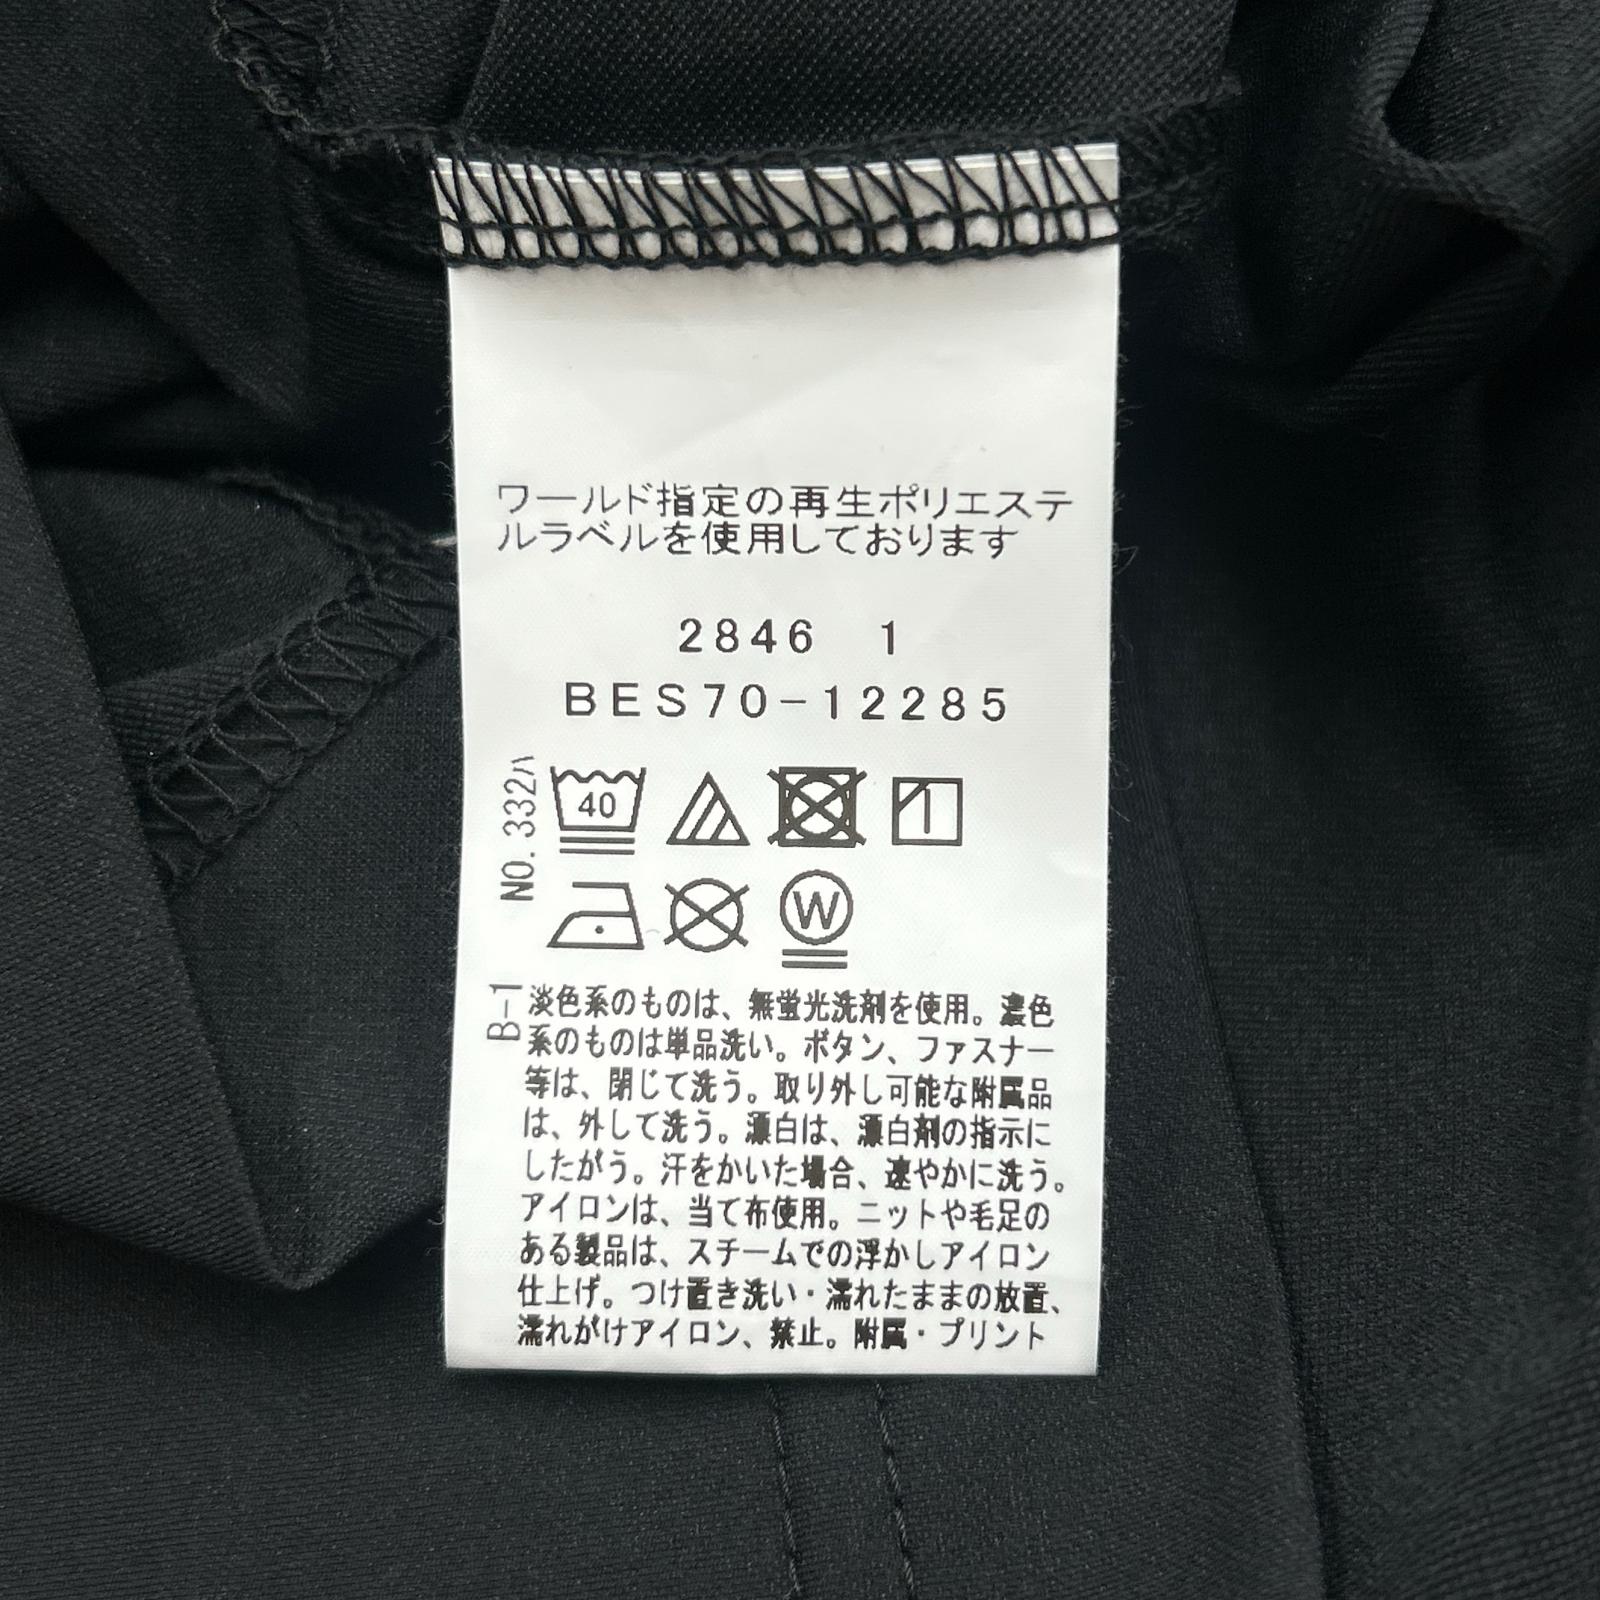 ワールド指定の再生ポリエステ
ルラベルを使用しております
2846 1
BES70-12285
NO. 332ハ
40
W
B-1
淡色系のものは、無蛍光洗剤を使用。濃色
系のものは単品洗い。ボタン、ファスナー
等は、閉じて洗う。取り外し可能な附属品
は、外して洗う。漂白は、漂白剤の指示に
したがう。汗をかいた場合、速やかに洗う。
アイロンは、当て布使用。ニットや毛足の
ある製品は、スチームでの浮かしアイロン
仕上げ。つけ置き洗い・濡れたままの放置、
濡れがけアイロン、禁止。附属・プリント